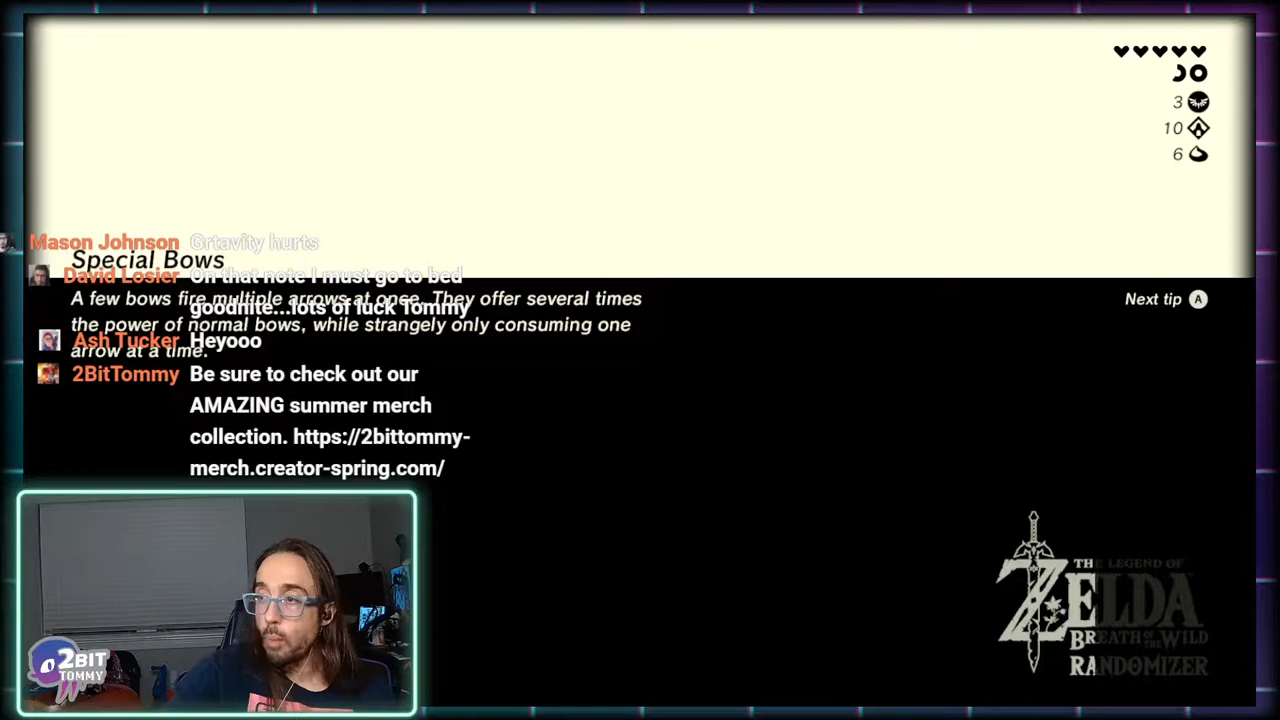 3
10
6
Mason Johnson Grtavity hurts
Special Bows
David Losier On that note I must go to bed
goodnite...lots of luck Tommy
A few bows fire multiple arrows at once. They offer several times
the power of normal bows, while strangely only consuming one
arrow at a time.
Next tip A
Ash Tucker Heyooo
2BitTommy Be sure to check out our
AMAZING summer merch
collection. https://2bittommy-
merch.creator-spring.com/
THE LEGEND OF
ZELDA
BREATH OF THE WILD
RANDOMIZER
2BIT
TOMMY